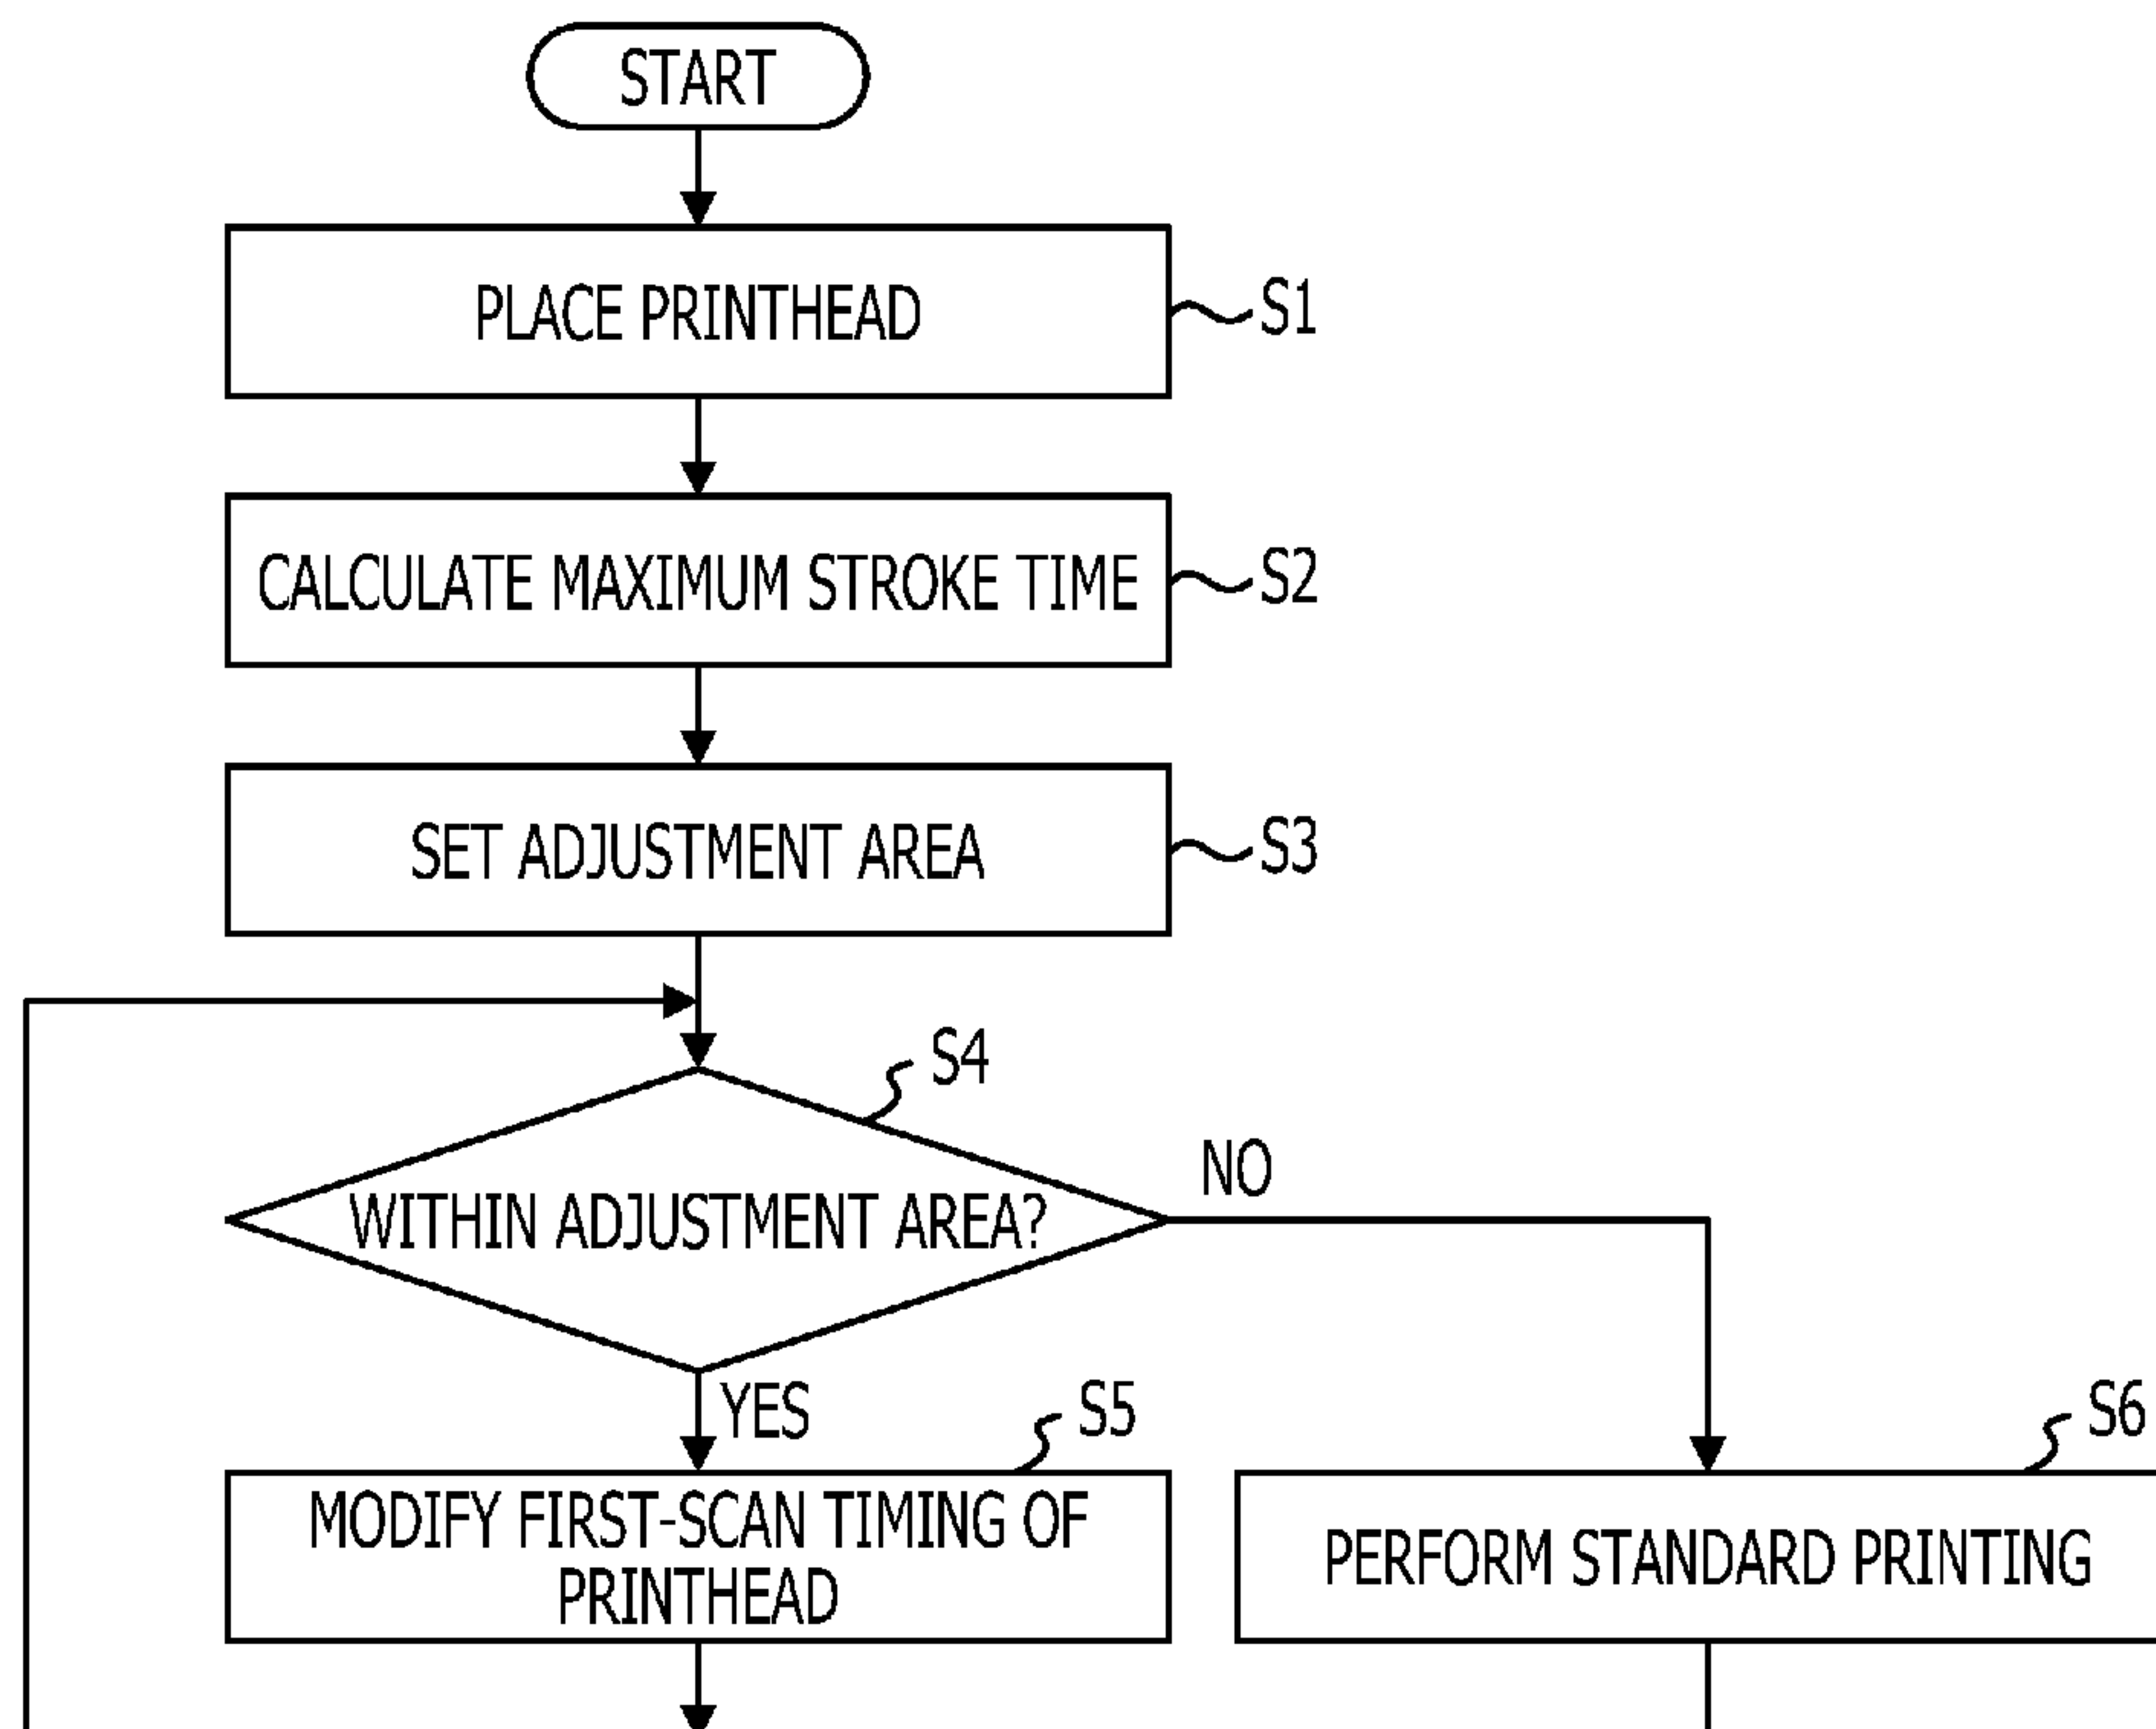 START
PLACE PRINTHEAD
S1
CALCULATE MAXIMUM STROKE TIME
S2
SET ADJUSTMENT AREA
S3
S4
WITHIN ADJUSTMENT AREA?
NO
YES
S5
MODIFY FIRST-SCAN TIMING OF
PRINTHEAD
S6
PERFORM STANDARD PRINTING